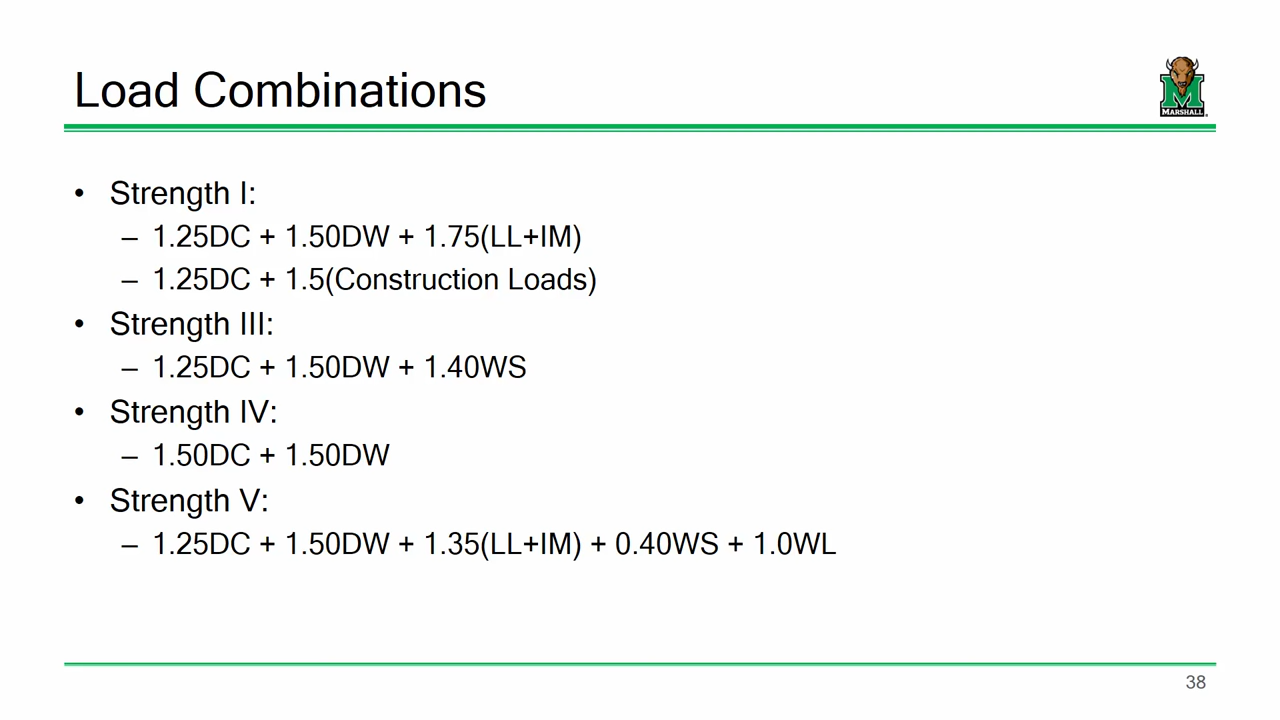 Load Combinations
MARSHALL
• Strength I:
– 1.25DC + 1.50DW + 1.75(LL+IM)
– 1.25DC + 1.5(Construction Loads)
• Strength III:
– 1.25DC + 1.50DW + 1.40WS
• Strength IV:
– 1.50DC + 1.50DW
• Strength V:
– 1.25DC + 1.50DW + 1.35(LL+IM) + 0.40WS + 1.0WL
38